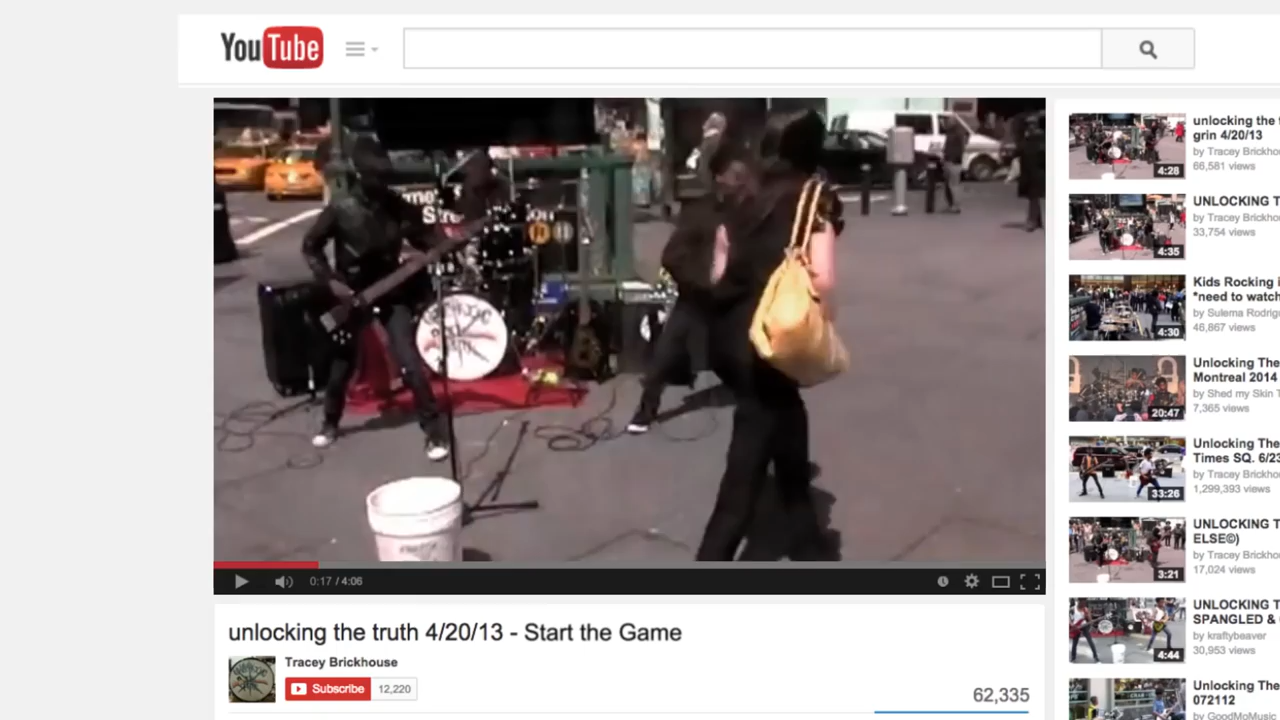 YouTube
0:17 / 4:06
unlocking the truth 4/20/13 - Start the Game
Tracey Brickhouse
Subscribe 12,220
62,335
unlocking the
grin 4/20/13
by Tracey Brickho
66,581 views
4:28
UNLOCKING T
by Tracey Brickho
33,754 views
4:35
Kids Rocking i
*need to watch
by Sulema Rodrig
46,867 views
4:30
Unlocking The
Montreal 2014
by Shed my Skin T
7,365 views
20:47
Unlocking The
Times SQ. 6/23
by Tracey Brickho
1,299,393 views
33:26
UNLOCKING T
ELSE©)
by Tracey Brickho
17,024 views
3:21
UNLOCKING T
SPANGLED &
by kraftybeaver
30,953 views
4:44
Unlocking The
072112
by GoodMoMusic